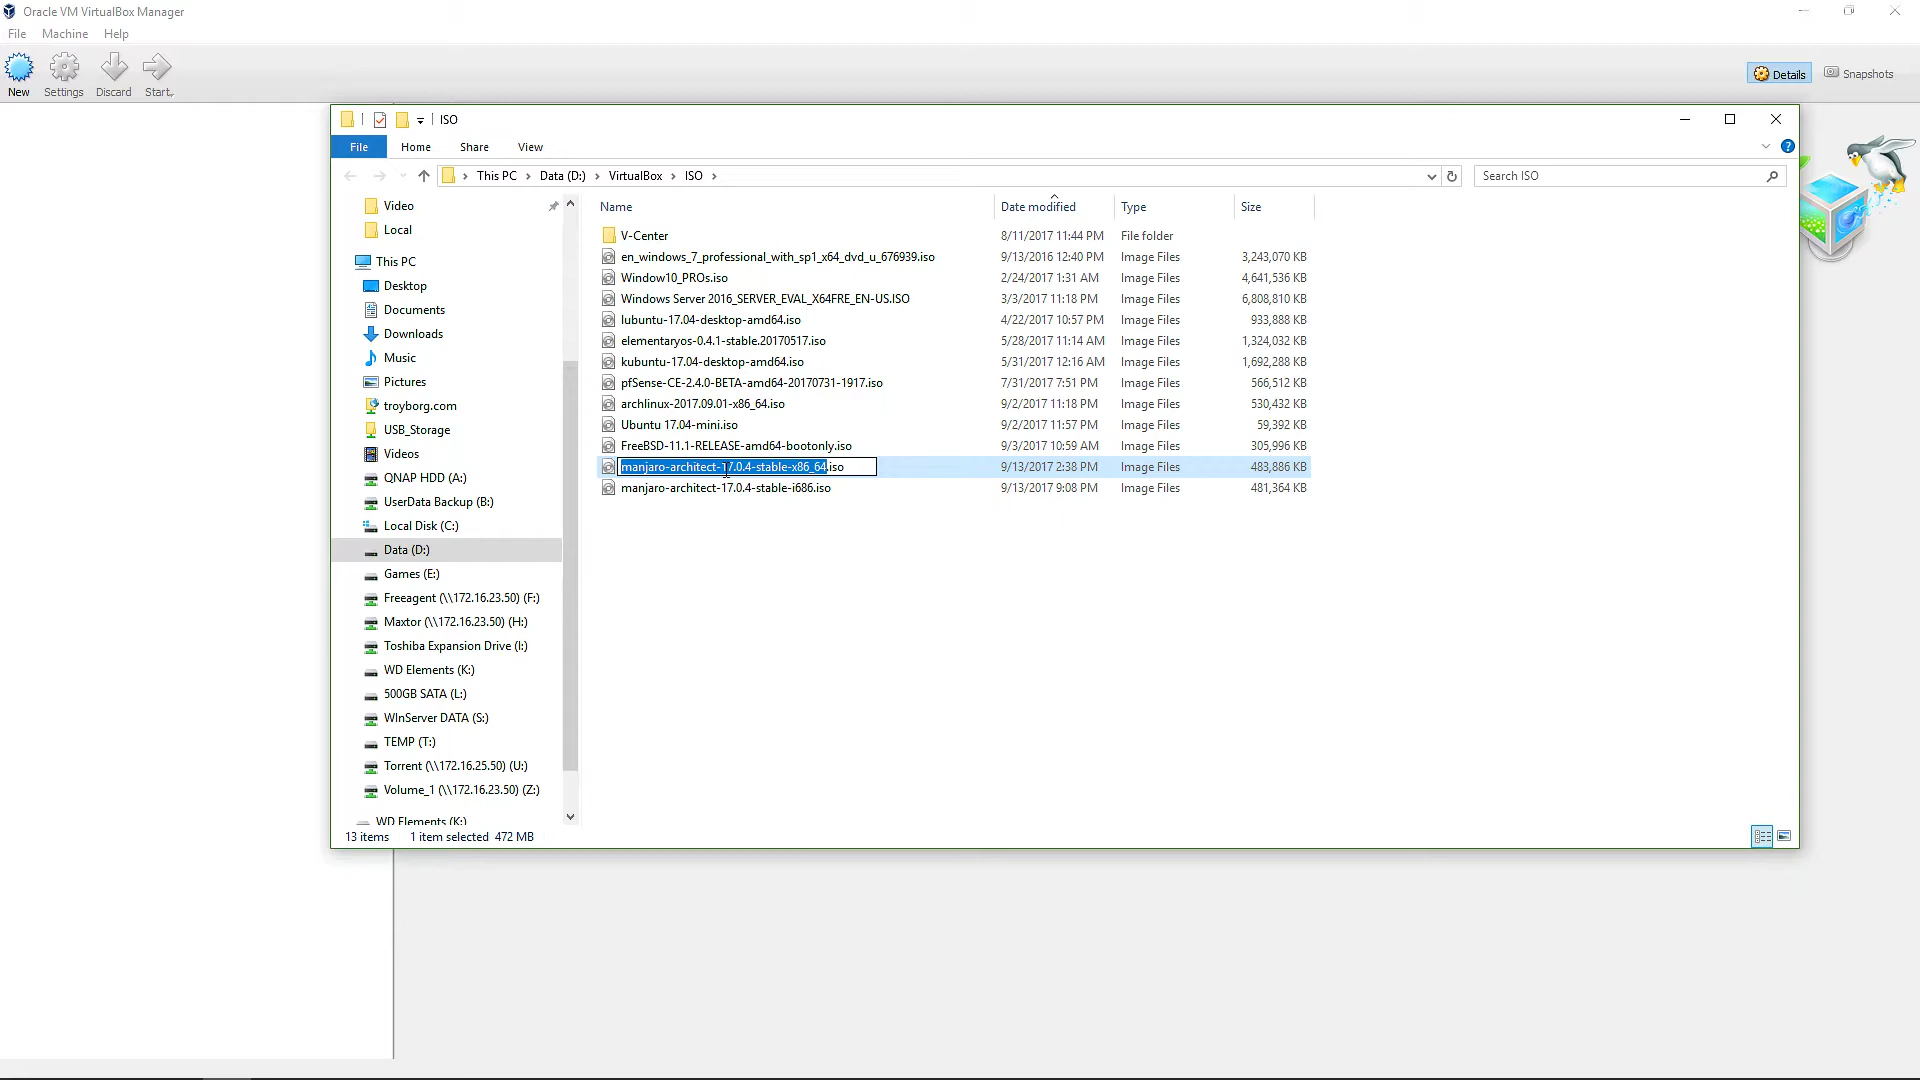 Oracle VM VirtualBox Manager
File Machine Help
New Settings Discard Start
Details Snapshots
ISO
File Home Share View
This PC Data (D:) VirtualBox ISO
Search ISO
Name Date modified Type Size
V-Center 8/11/2017 11:44 PM File folder
en_windows_7_professional_with_sp1_x64_dvd_u_676939.iso 9/13/2016 12:40 PM Image Files 3,243,070 KB
Window10_PROs.iso 2/24/2017 1:31 AM Image Files 4,641,536 KB
Windows Server 2016_SERVER_EVAL_X64FRE_EN-US.ISO 3/3/2017 11:18 PM Image Files 6,808,810 KB
lubuntu-17.04-desktop-amd64.iso 4/22/2017 10:57 PM Image Files 933,888 KB
elementaryos-0.4.1-stable.20170517.iso 5/28/2017 11:14 AM Image Files 1,324,032 KB
kubuntu-17.04-desktop-amd64.iso 5/31/2017 12:16 AM Image Files 1,692,288 KB
pfSense-CE-2.4.0-BETA-amd64-20170731-1917.iso 7/31/2017 7:51 PM Image Files 566,512 KB
archlinux-2017.09.01-x86_64.iso 9/2/2017 11:18 PM Image Files 530,432 KB
Ubuntu 17.04-mini.iso 9/2/2017 11:57 PM Image Files 59,392 KB
FreeBSD-11.1-RELEASE-amd64-bootonly.iso 9/3/2017 10:59 AM Image Files 305,996 KB
manjaro-architect-17.0.4-stable-x86_64.iso 9/13/2017 2:38 PM Image Files 483,886 KB
manjaro-architect-17.0.4-stable-i686.iso 9/13/2017 9:08 PM Image Files 481,364 KB
Video
Local
This PC
Desktop
Documents
Downloads
Music
Pictures
troyborg.com
USB_Storage
Videos
QNAP HDD (A:)
UserData Backup (B:)
Local Disk (C:)
Data (D:)
Games (E:)
Freeagent (\\172.16.23.50) (F:)
Maxtor (\\172.16.23.50) (H:)
Toshiba Expansion Drive (I:)
WD Elements (K:)
500GB SATA (L:)
WInServer DATA (S:)
TEMP (T:)
Torrent (\\172.16.25.50) (U:)
Volume_1 (\\172.16.23.50) (Z:)
WD Elements (K:)
13 items 1 item selected 472 MB